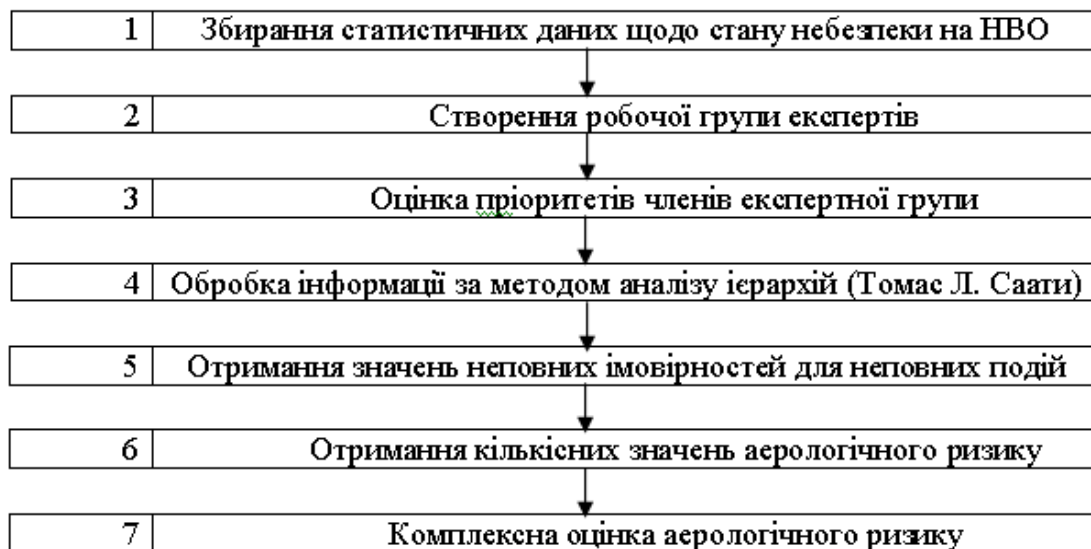 1 Збирання статистичних даних щодо стану небезпеки на НВО
2 Створення робочої групи експертів
3 Оцінка пріоритетів членів експертної групи
4 Обробка інформації за методом аналізу ієрархій (Томас Л. Саати)
5 Отримання значень неповних імовірностей для неповних подій
6 Отримання кількісних значень аерологічного ризику
7 Комплексна оцінка аерологічного ризику